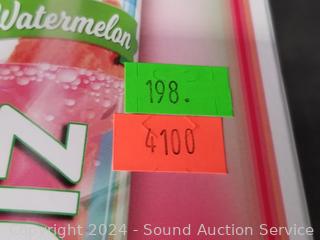 Watermelon
198.
4100
IZ
Copyright 2024 - Sound Auction Service